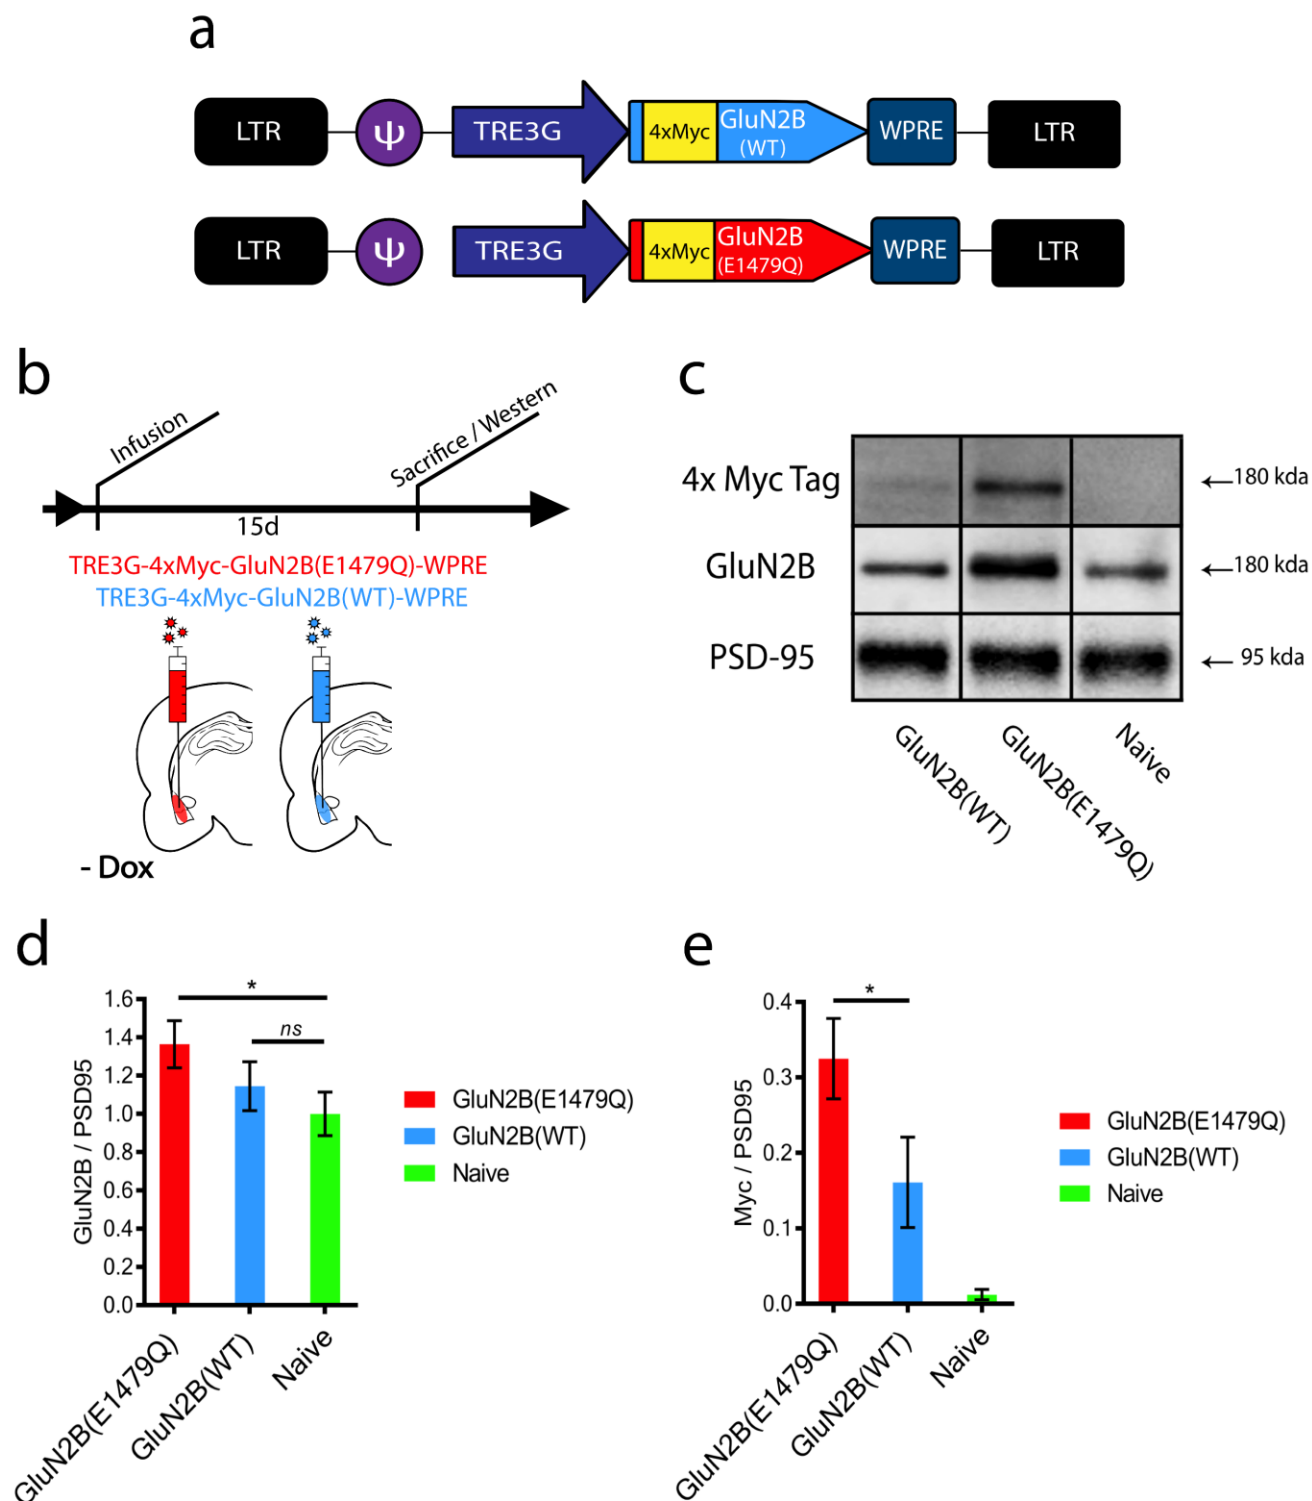 a
LTR
ψ
TRE3G
4xMyc
GluN2B
(WT)
WPRE
LTR
LTR
ψ
TRE3G
4xMyc
GluN2B
(E1479Q)
WPRE
LTR
b
Infusion
Sacrifice / Western
15d
TRE3G-4xMyc-GluN2B(E1479Q)-WPRE
TRE3G-4xMyc-GluN2B(WT)-WPRE
- Dox
c
4x Myc Tag
←180 kda
GluN2B
←180 kda
PSD-95
← 95 kda
GluN2B(WT)
GluN2B(E1479Q)
Naive
d
GluN2B / PSD95
1.6
1.4
1.2
1.0
0.8
0.6
0.4
0.2
0.0
*
ns
GluN2B(E1479Q)
GluN2B(WT)
Naive
GluN2B(E1479Q)
GluN2B(WT)
Naive
e
Myc / PSD95
0.4
0.3
0.2
0.1
0.0
*
GluN2B(E1479Q)
GluN2B(WT)
Naive
GluN2B(E1479Q)
GluN2B(WT)
Naive